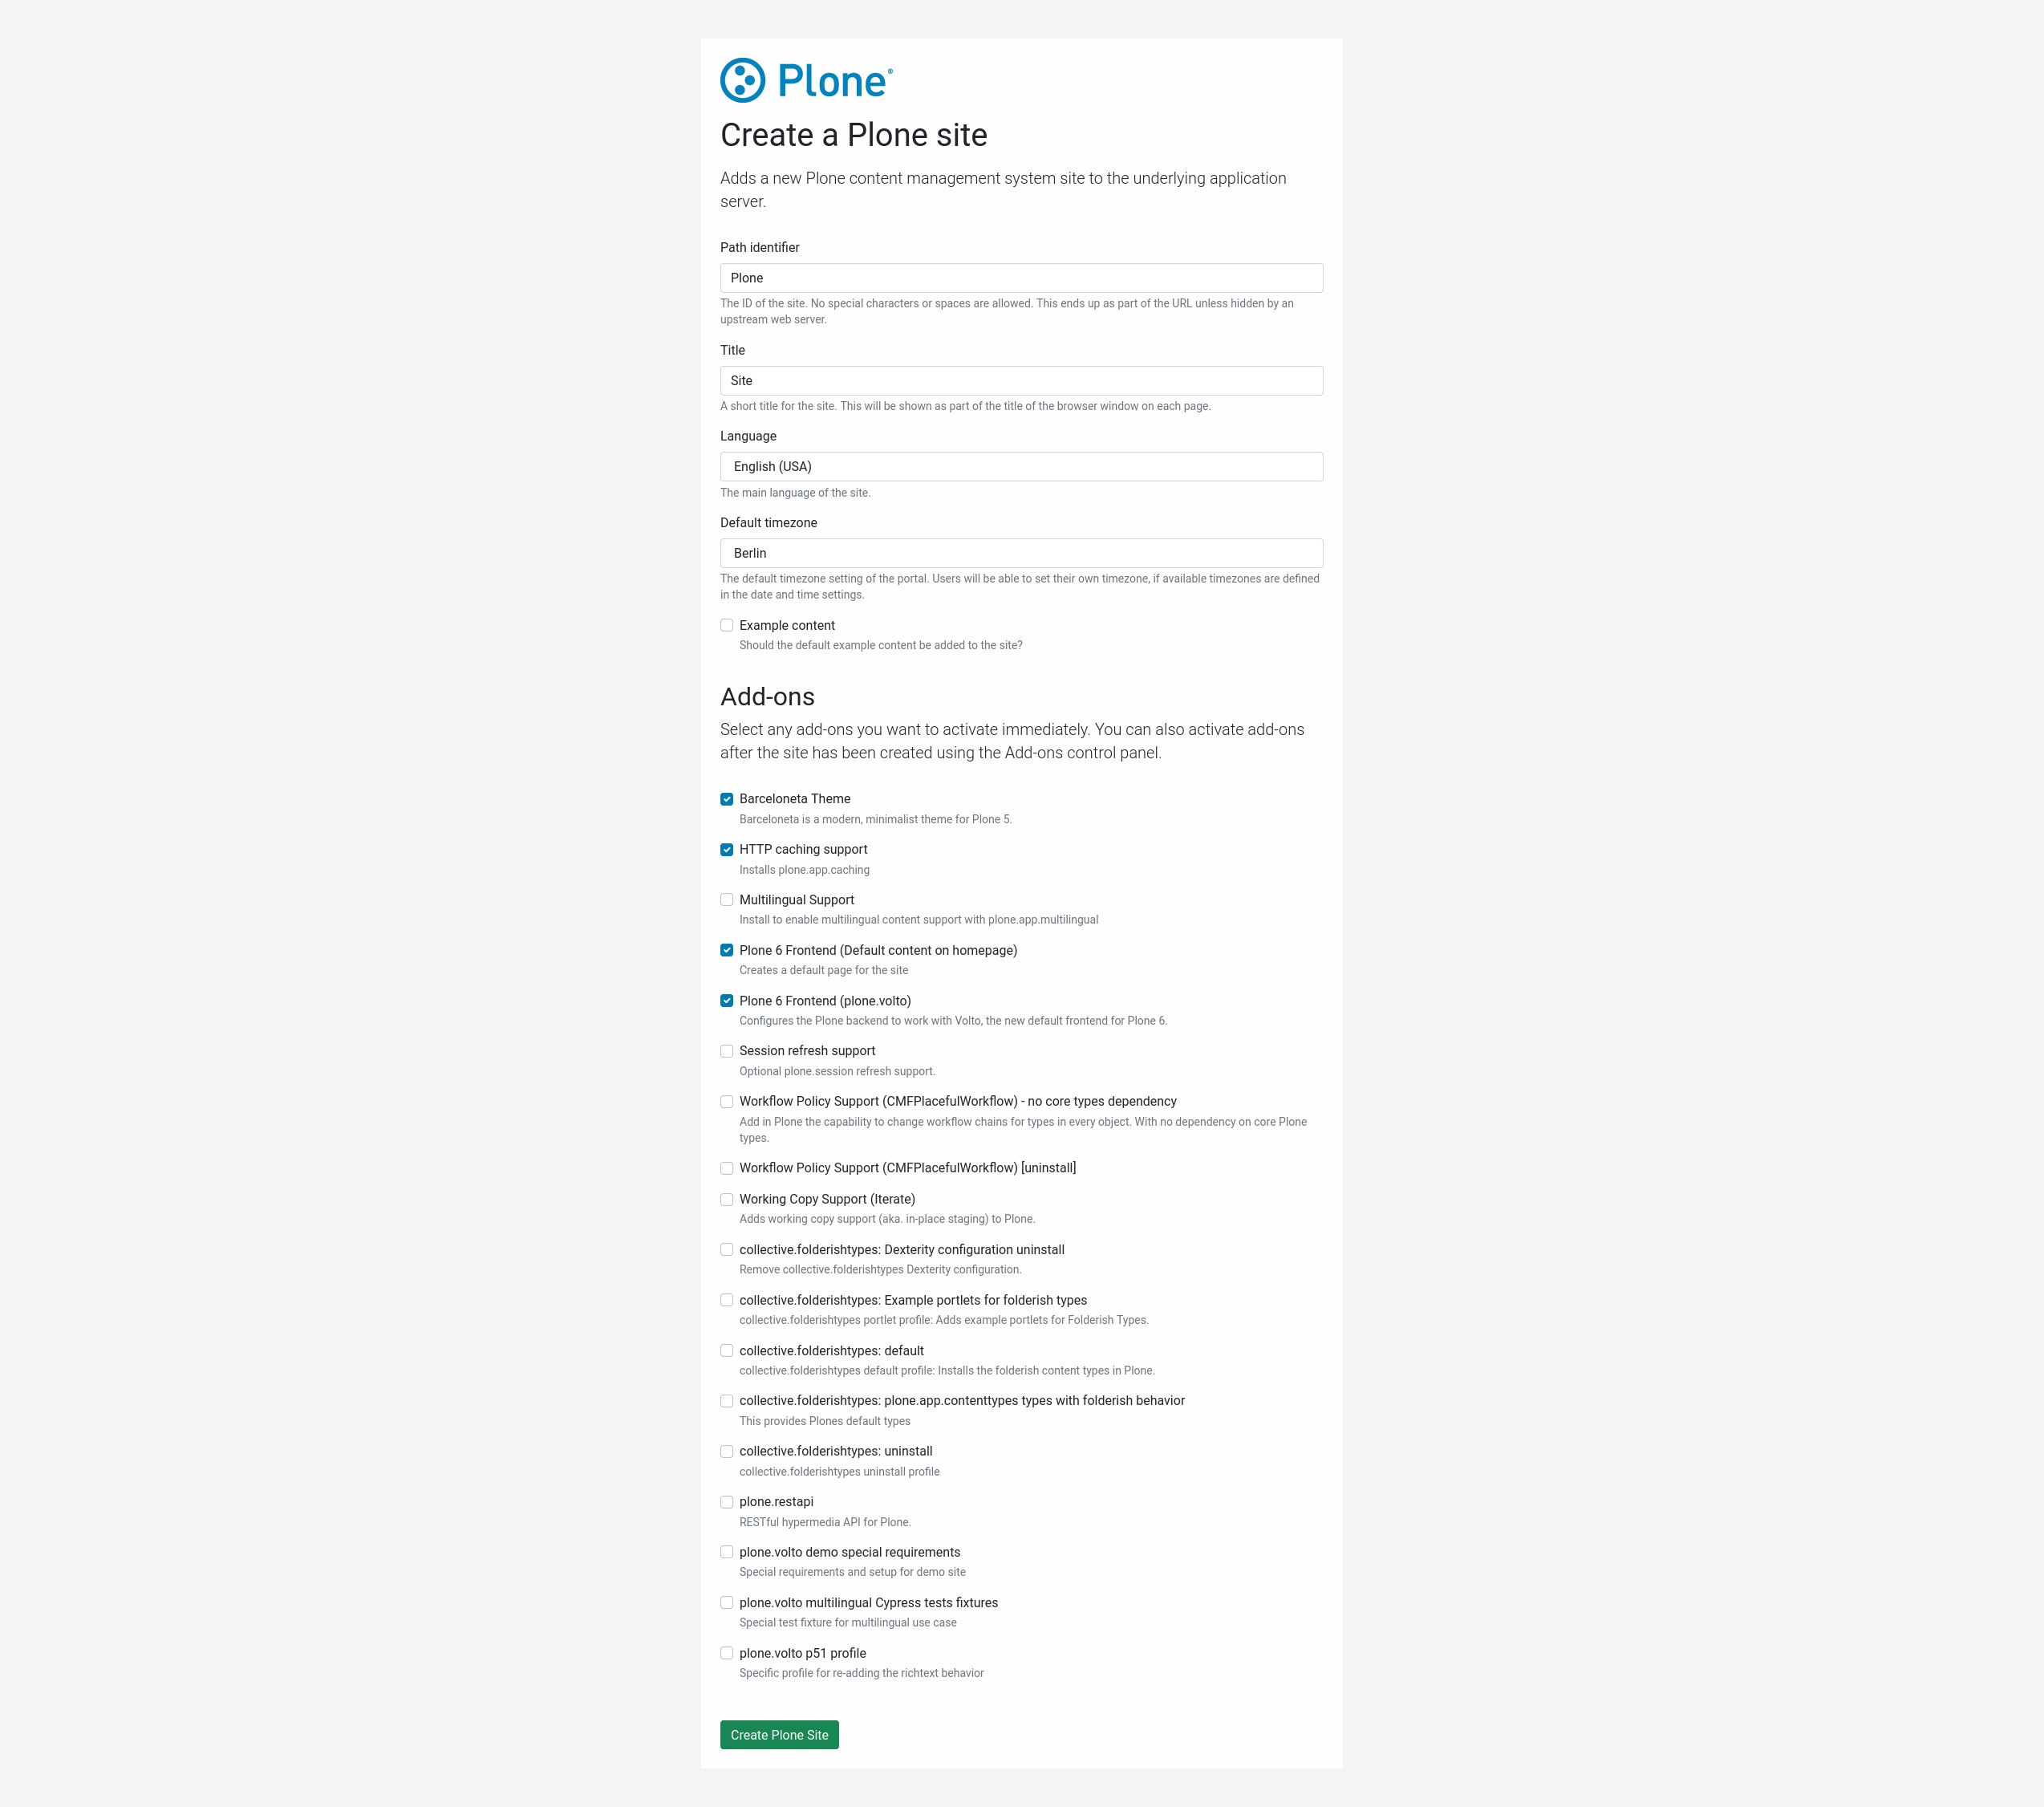 Plone®
Create a Plone site
Adds a new Plone content management system site to the underlying application
server.
Path identifier
Plone
The ID of the site. No special characters or spaces are allowed. This ends up as part of the URL unless hidden by an
upstream web server.
Title
Site
A short title for the site. This will be shown as part of the title of the browser window on each page.
Language
English (USA)
The main language of the site.
Default timezone
Berlin
The default timezone setting of the portal. Users will be able to set their own timezone, if available timezones are defined
in the date and time settings.
Example content
Should the default example content be added to the site?
Add-ons
Select any add-ons you want to activate immediately. You can also activate add-ons
after the site has been created using the Add-ons control panel.
Barceloneta Theme
Barceloneta is a modern, minimalist theme for Plone 5.
HTTP caching support
Installs plone.app.caching
Multilingual Support
Install to enable multilingual content support with plone.app.multilingual
Plone 6 Frontend (Default content on homepage)
Creates a default page for the site
Plone 6 Frontend (plone.volto)
Configures the Plone backend to work with Volto, the new default frontend for Plone 6.
Session refresh support
Optional plone.session refresh support.
Workflow Policy Support (CMFPlacefulWorkflow) - no core types dependency
Add in Plone the capability to change workflow chains for types in every object. With no dependency on core Plone
types.
Workflow Policy Support (CMFPlacefulWorkflow) [uninstall]
Working Copy Support (Iterate)
Adds working copy support (aka. in-place staging) to Plone.
collective.folderishtypes: Dexterity configuration uninstall
Remove collective.folderishtypes Dexterity configuration.
collective.folderishtypes: Example portlets for folderish types
collective.folderishtypes portlet profile: Adds example portlets for Folderish Types.
collective.folderishtypes: default
collective.folderishtypes default profile: Installs the folderish content types in Plone.
collective.folderishtypes: plone.app.contenttypes types with folderish behavior
This provides Plones default types
collective.folderishtypes: uninstall
collective.folderishtypes uninstall profile
plone.restapi
RESTful hypermedia API for Plone.
plone.volto demo special requirements
Special requirements and setup for demo site
plone.volto multilingual Cypress tests fixtures
Special test fixture for multilingual use case
plone.volto p51 profile
Specific profile for re-adding the richtext behavior
Create Plone Site